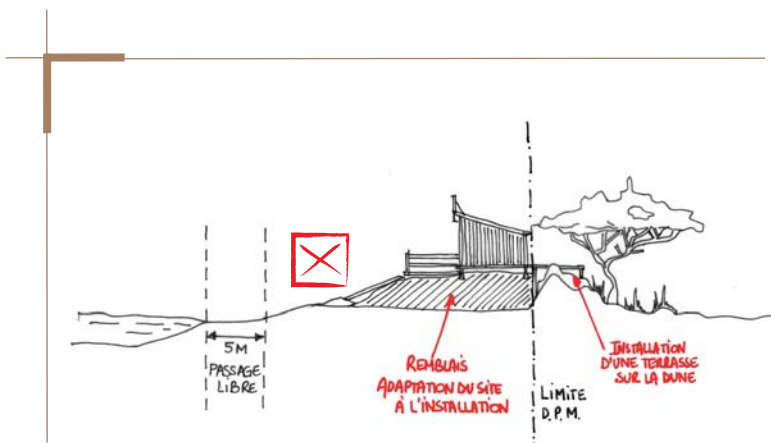 5M
PASSAGE
LIBRE
REMBLAIS
ADAPTATION DU SITE
À L'INSTALLATION
LIMITE
D.P.M.
INSTALLATION
D'UNE TERRASSE
SUR LA DUNE